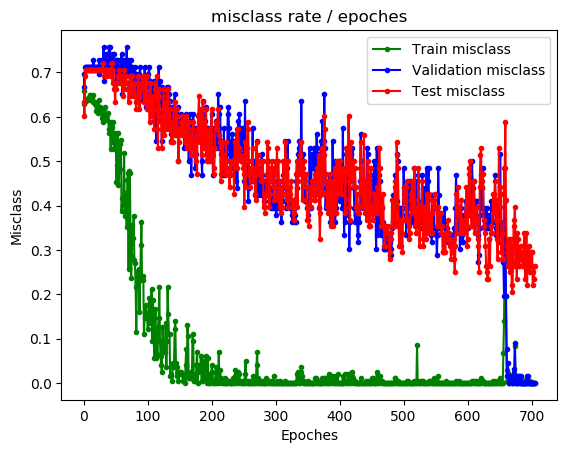 misclass rate / epoches
Train misclass
Validation misclass
Test misclass
Misclass
0.7
0.6
0.5
0.4
0.3
0.2
0.1
0.0
0 100 200 300 400 500 600 700
Epoches